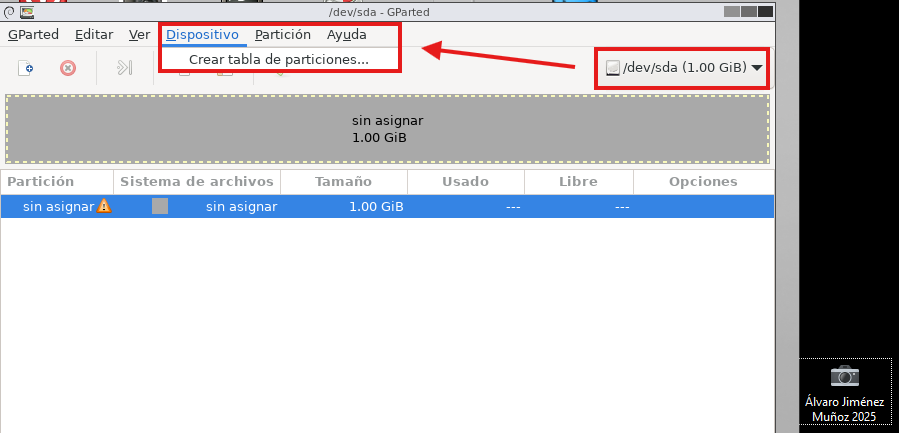 /dev/sda - GParted
GParted Editar Ver Dispositivo Partición Ayuda
Crear tabla de particiones...
/dev/sda (1.00 GiB)
sin asignar
1.00 GiB
Partición Sistema de archivos Tamaño Usado Libre Opciones
sin asignar sin asignar 1.00 GiB --- ---
Álvaro Jiménez
Muñoz 2025